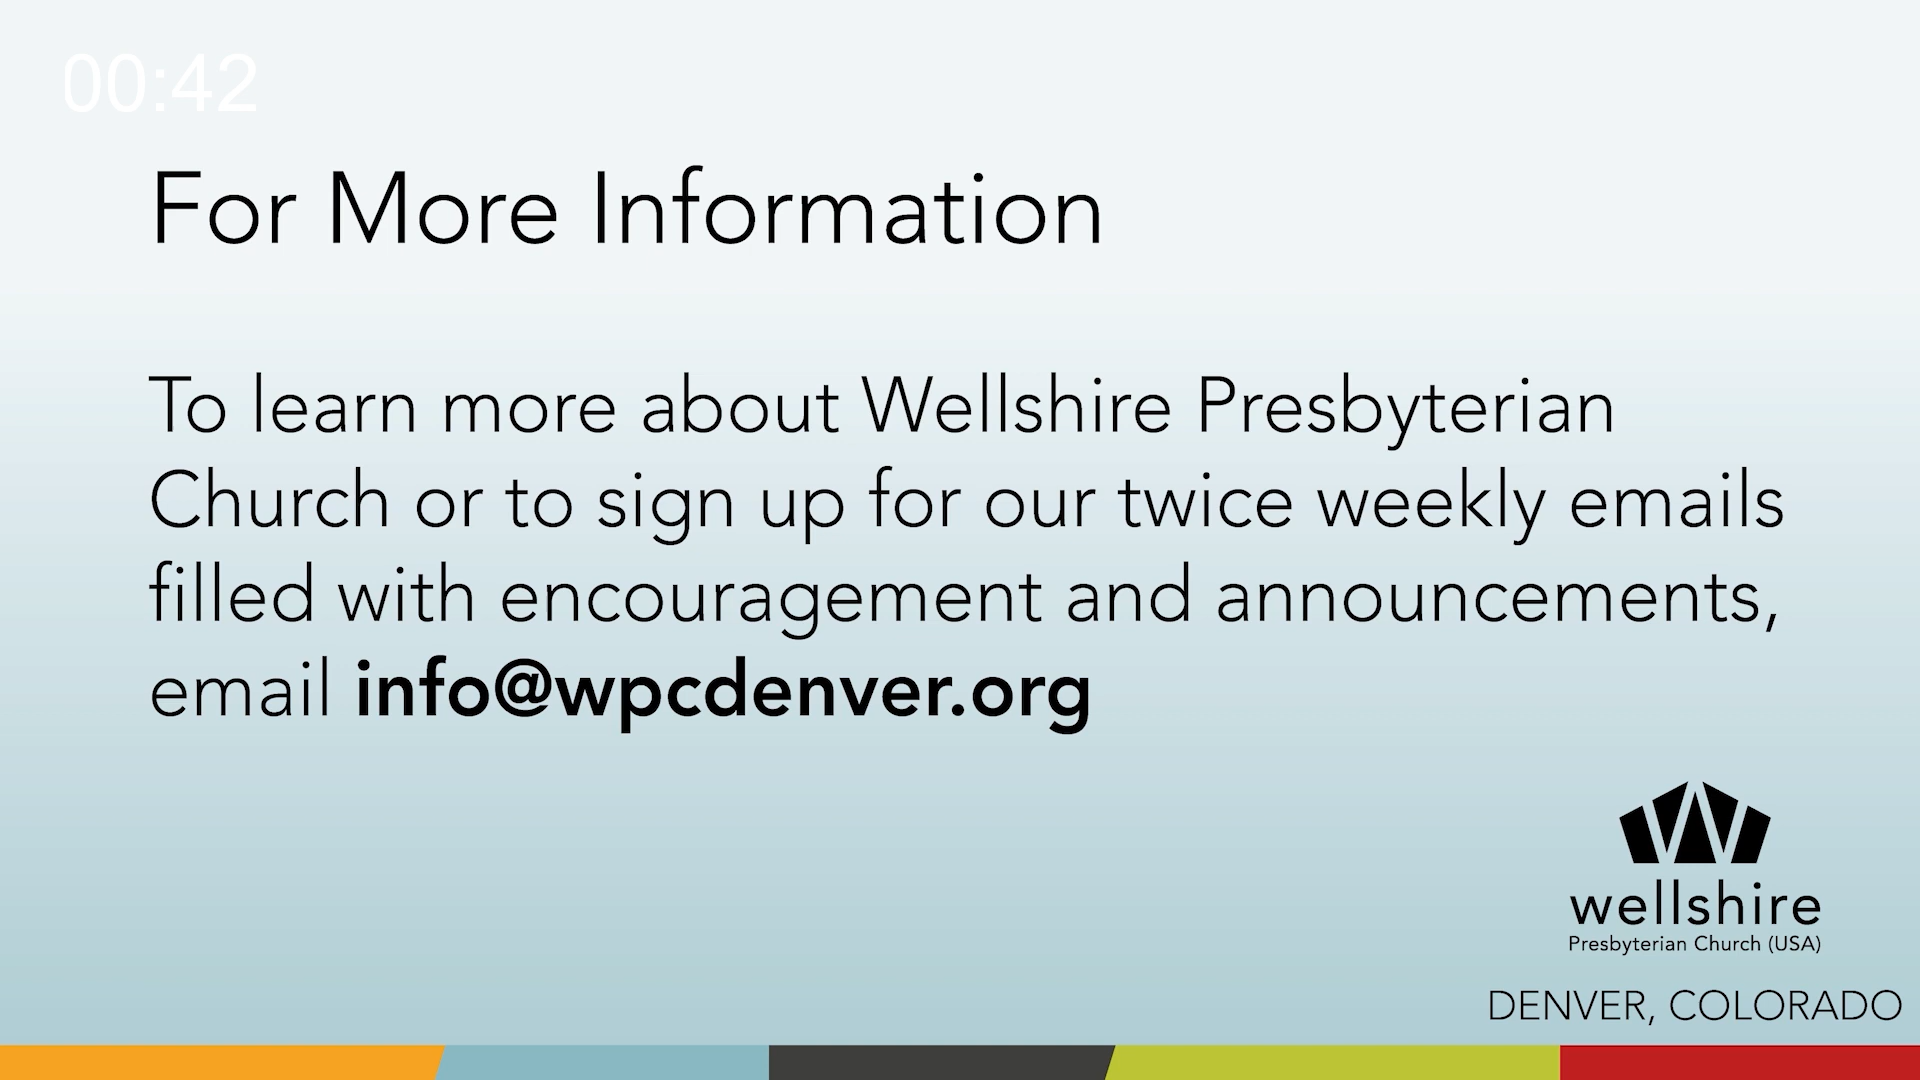 00:42
For More Information
To learn more about Wellshire Presbyterian
Church or to sign up for our twice weekly emails
filled with encouragement and announcements,
email info@wpcdenver.org
wellshire
Presbyterian Church (USA)
DENVER, COLORADO